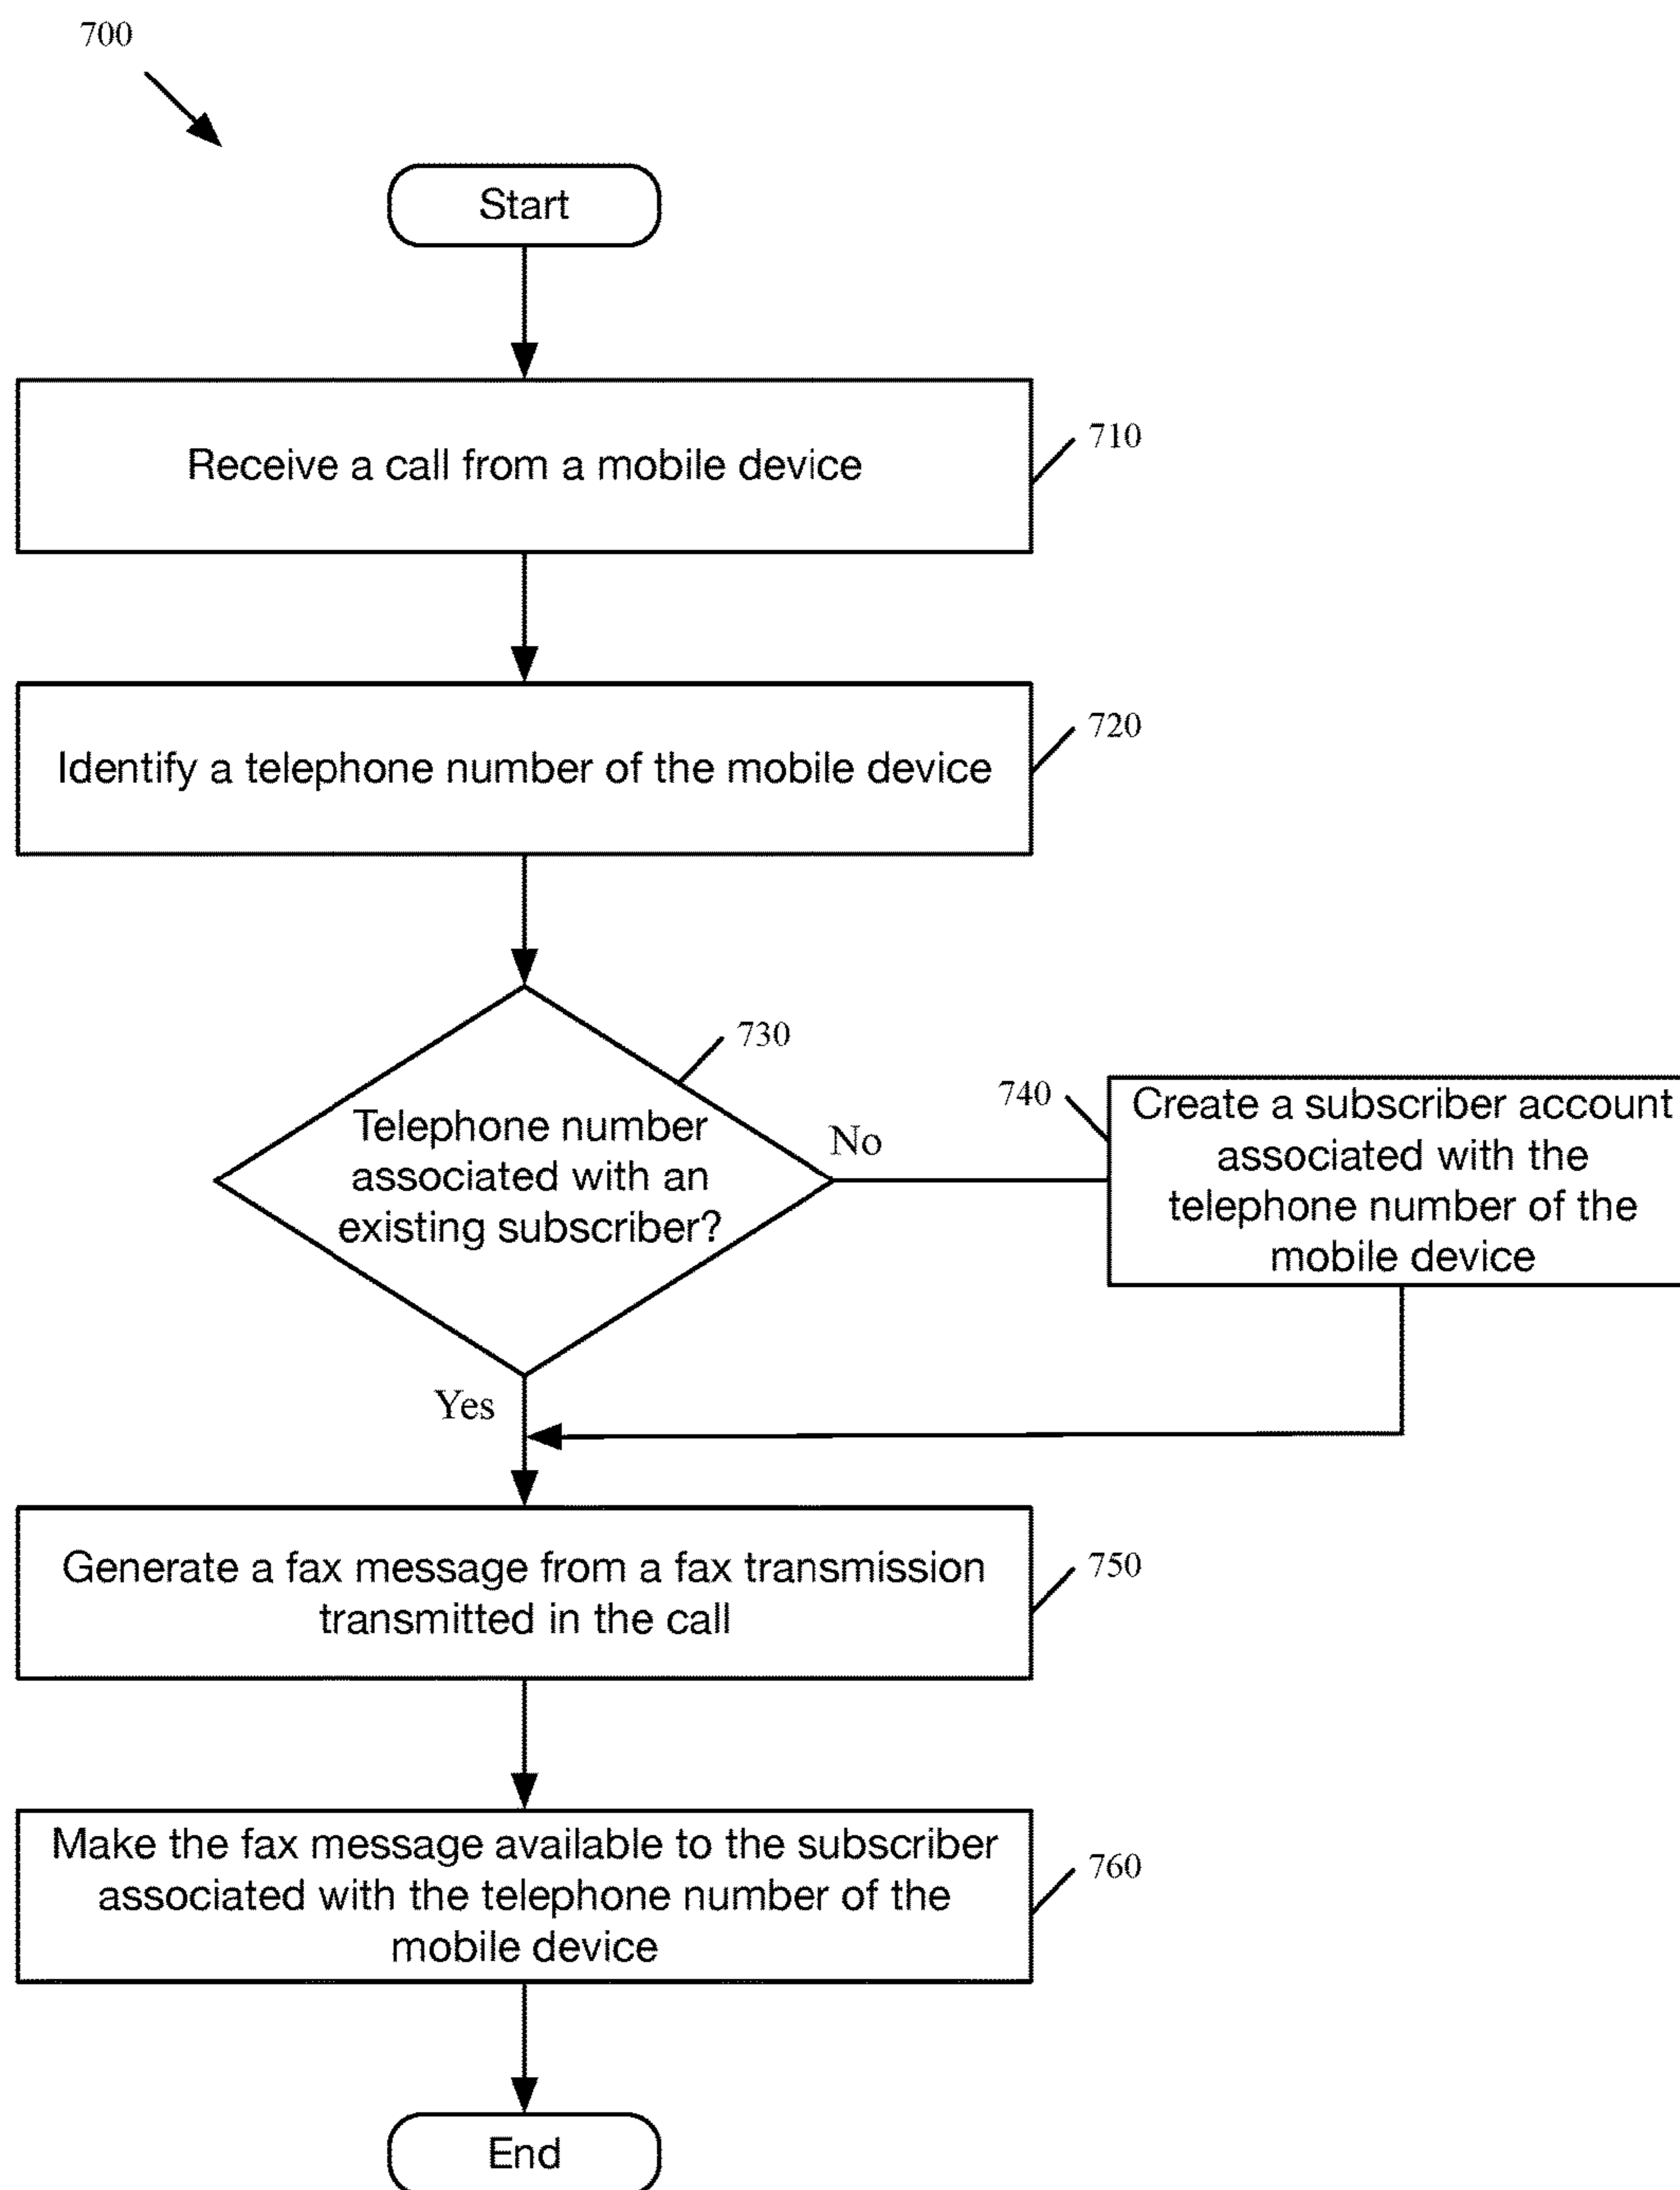 700
Start
Receive a call from a mobile device
710
Identify a telephone number of the mobile device
720
730
Telephone number
associated with an
existing subscriber?
No
740
Create a subscriber account
associated with the
telephone number of the
mobile device
Yes
Generate a fax message from a fax transmission
transmitted in the call
750
Make the fax message available to the subscriber
associated with the telephone number of the
mobile device
760
End